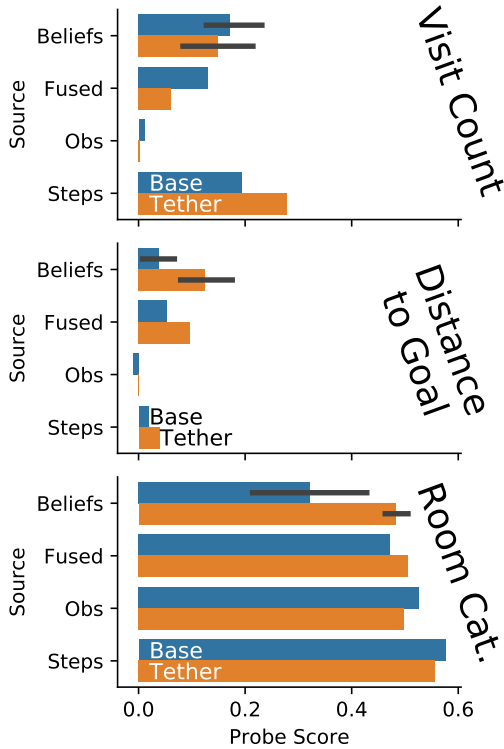 Source
Beliefs
Fused
Obs
Steps
Base
Tether
Visit Count
Source
Beliefs
Fused
Obs
Steps
Base
Tether
Distance
to Goal
Source
Beliefs
Fused
Obs
Steps
Base
Tether
Room Cat.
0.0 0.2 0.4 0.6
Probe Score